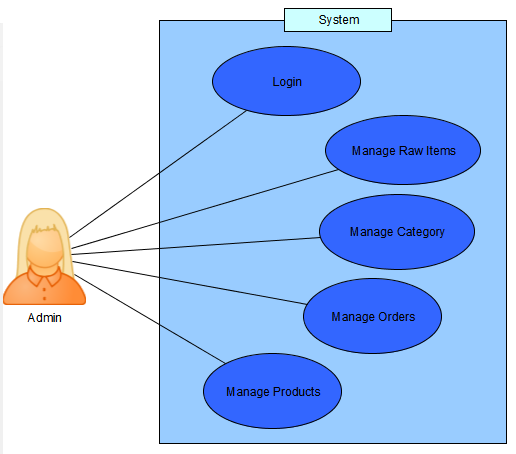 System
Login
Manage Raw Items
Manage Category
Manage Orders
Admin
Manage Products